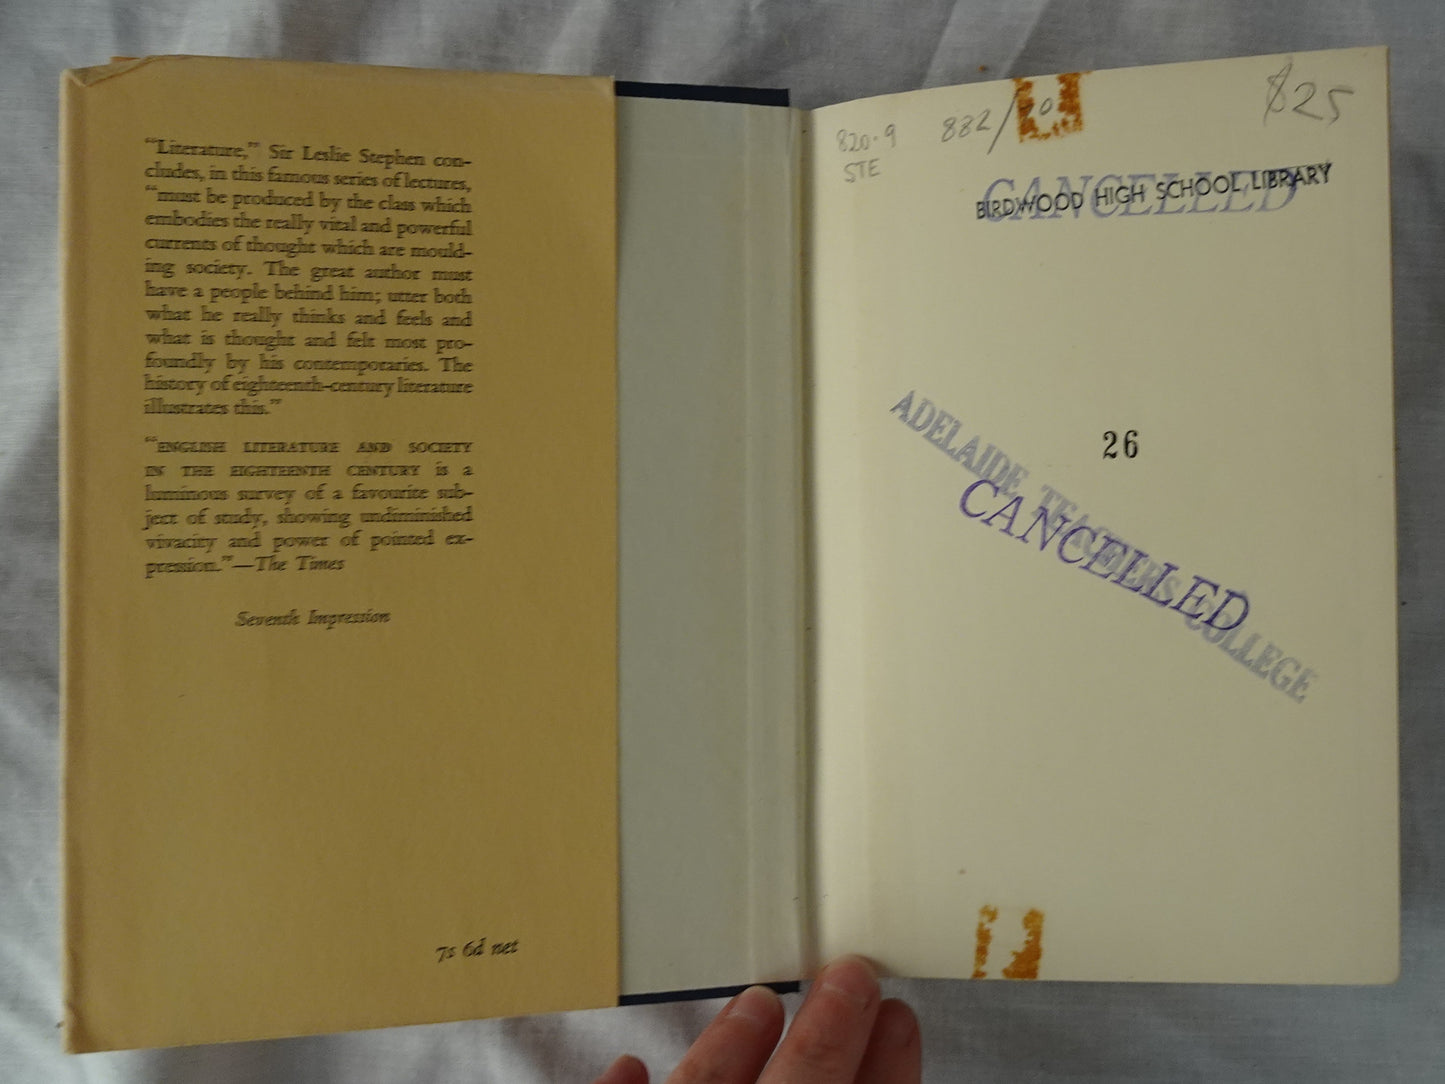 “Literature,” Sir Leslie Stephen con-
cludes, in this famous series of lectures,
“must be produced by the class which
embodies the really vital and powerful
currents of thought which are mould-
ing society. The great author must
have a people behind him; utter both
what he really thinks and feels and
what is thought and felt most pro-
foundly by his contemporaries. The
history of eighteenth-century literature
illustrates this.”
“ENGLISH LITERATURE AND SOCIETY
IN THE EIGHTEENTH CENTURY is a
luminous survey of a favourite sub-
ject of study, showing undiminished
vivacity and power of pointed ex-
pression.”—The Times
Seventh Impression
7s 6d net
820.9
STE
882/
$25
CANCELLED
BIRDWOOD HIGH SCHOOL LIBRARY
26
ADELAIDE TEACHERS COLLEGE
CANCELLED